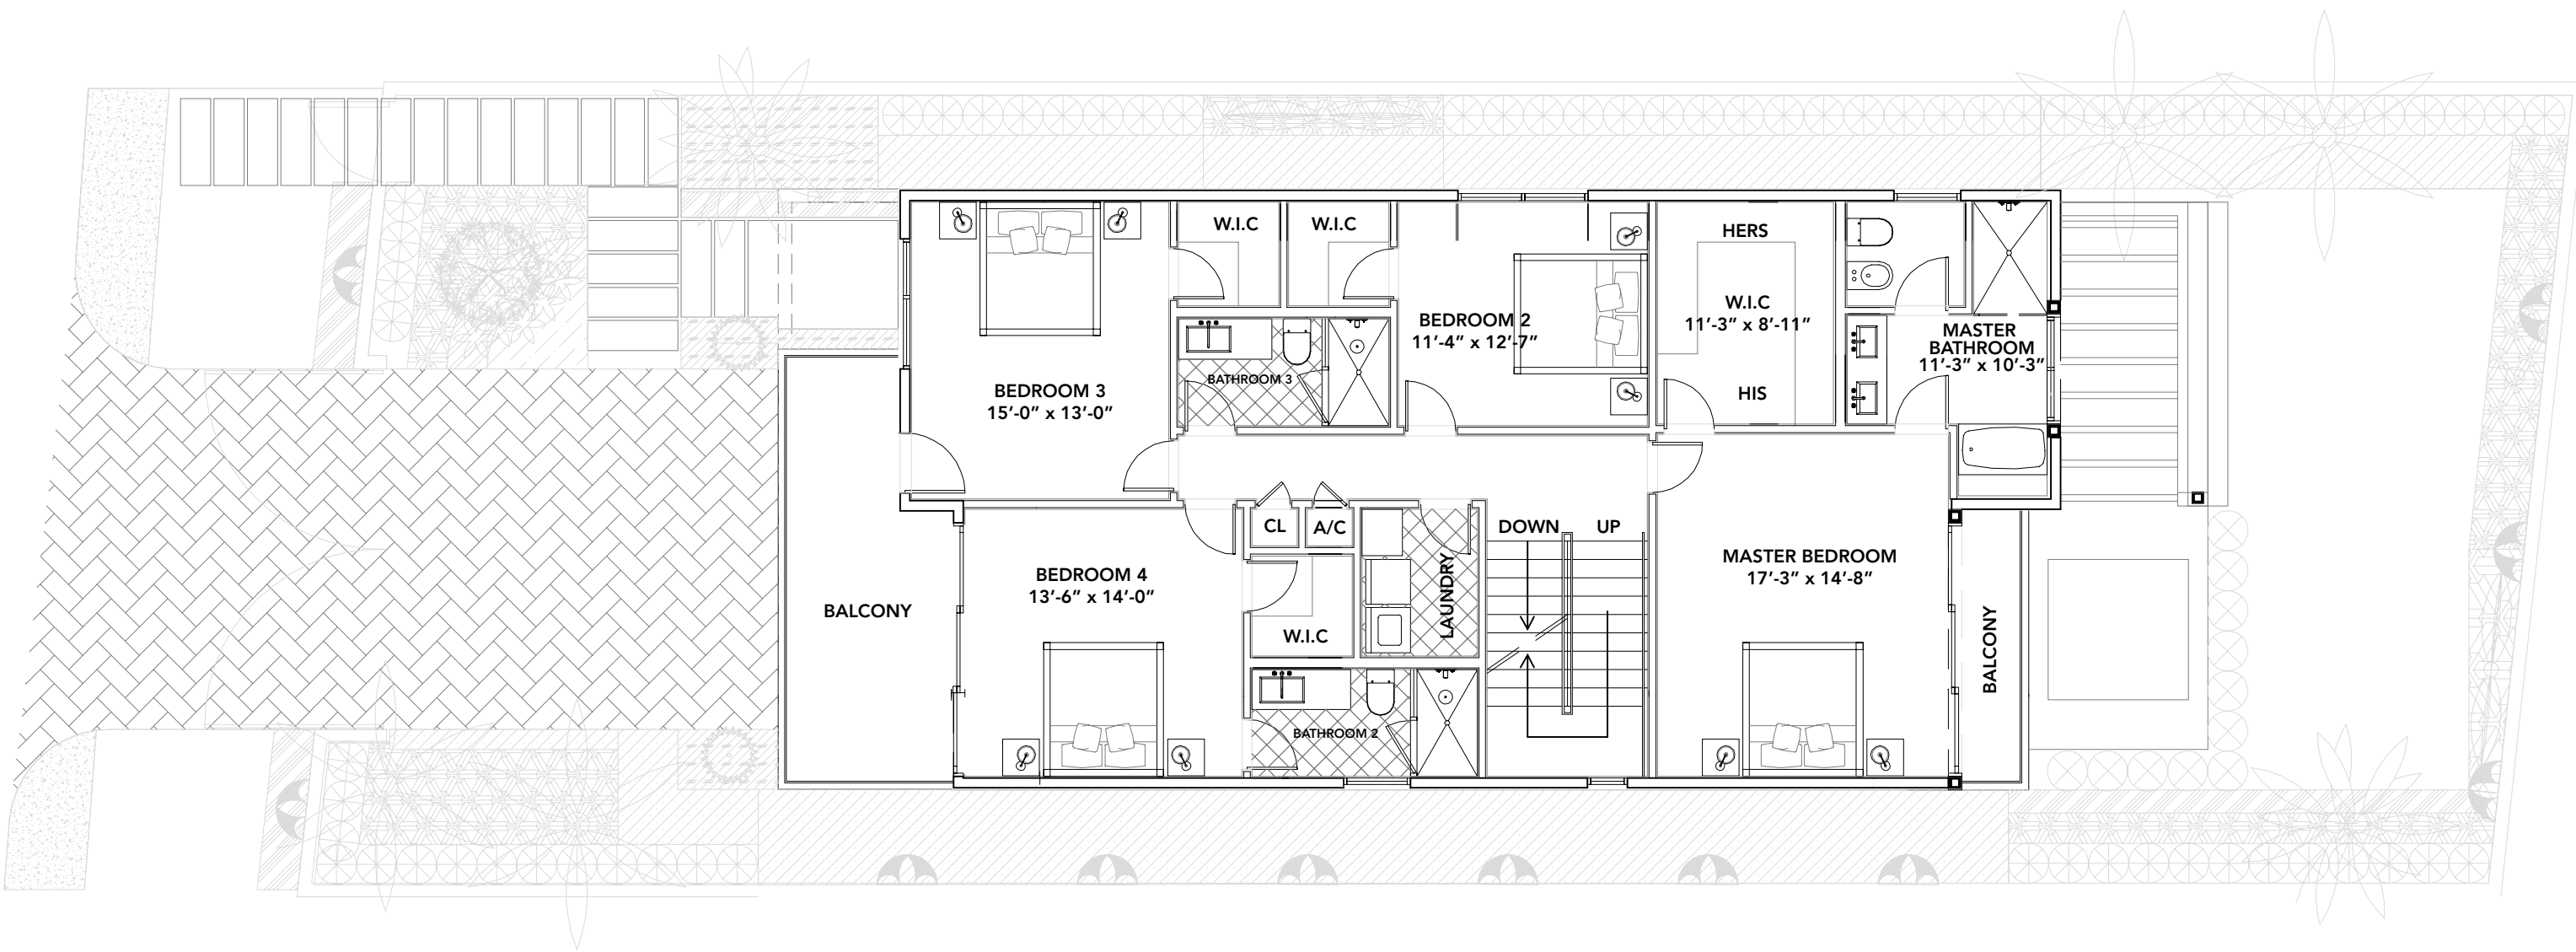 W.I.C
W.I.C
HERS
W.I.C
11'-3" x 8'-11"
HIS
BEDROOM 2
11'-4" x 12'-7"
MASTER
BATHROOM
11'-3" x 10'-3"
BATHROOM 3
BEDROOM 3
15'-0" x 13'-0"
CL
A/C
DOWN
UP
LAUNDRY
MASTER BEDROOM
17'-3" x 14'-8"
BEDROOM 4
13'-6" x 14'-0"
BALCONY
W.I.C
BALCONY
BATHROOM 2